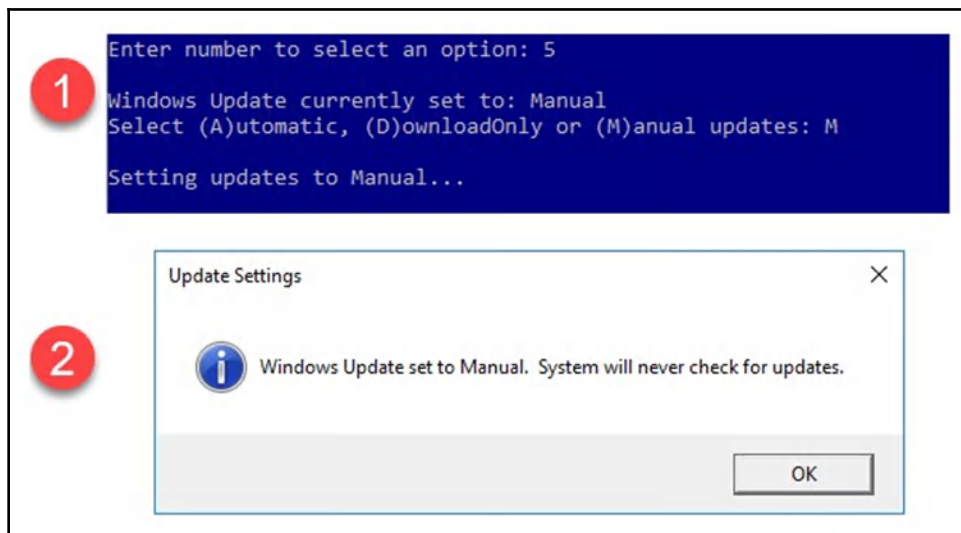 1
Enter number to select an option: 5
Windows Update currently set to: Manual
Select (A)utomatic, (D)ownloadOnly or (M)anual updates: M
Setting updates to Manual...
2
Update Settings
Windows Update set to Manual.  System will never check for updates.
OK